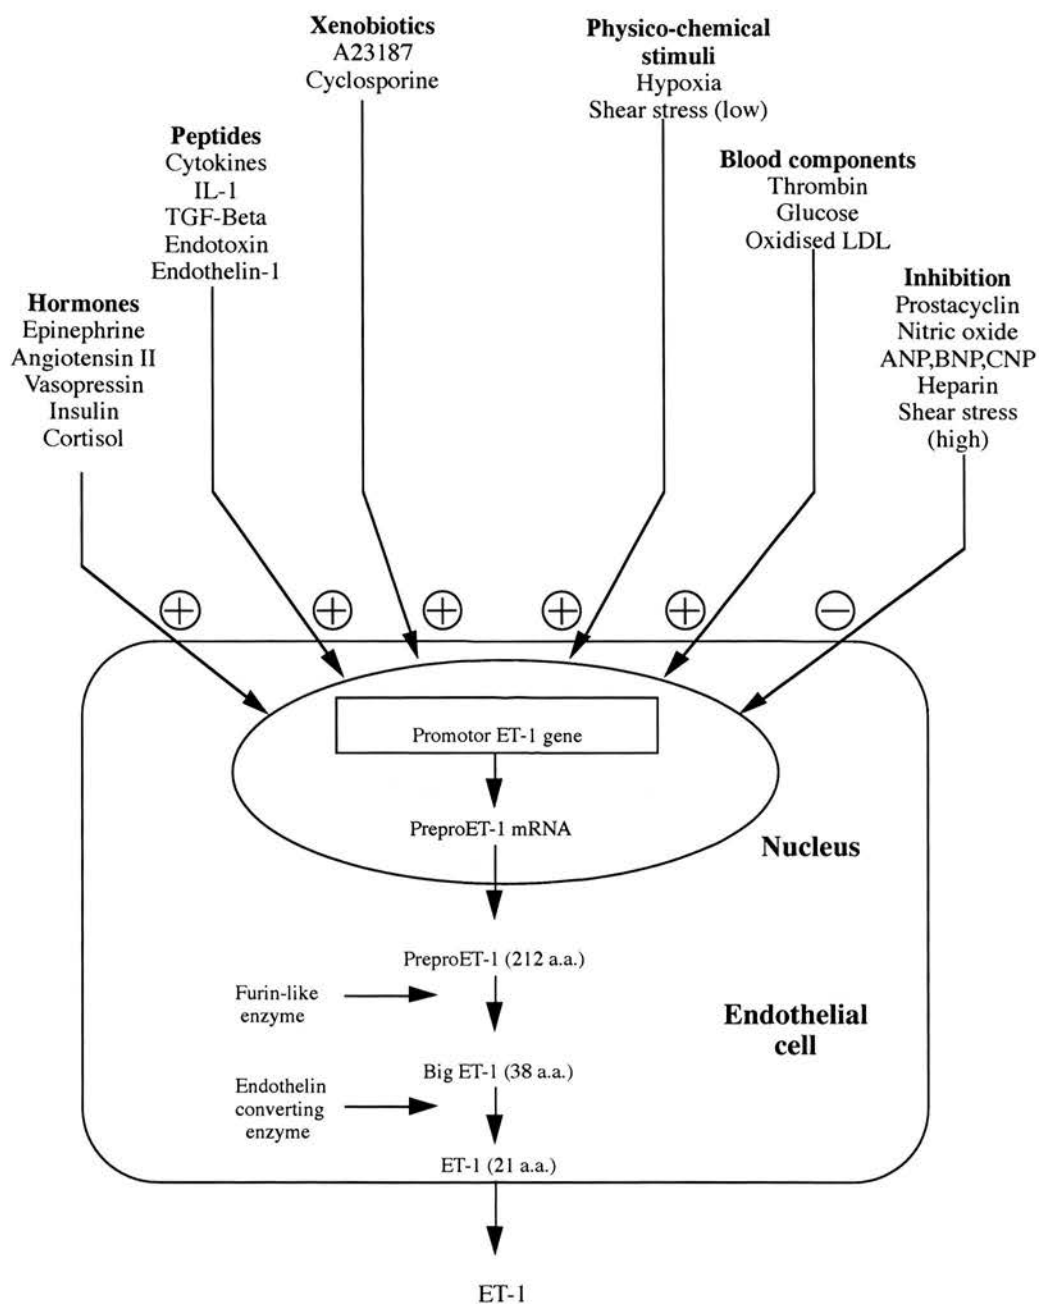 Xenobiotics
A23187
Cyclosporine
Physico-chemical
stimuli
Hypoxia
Shear stress (low)
Peptides
Cytokines
IL-1
TGF-Beta
Endotoxin
Endothelin-1
Blood components
Thrombin
Glucose
Oxidised LDL
Hormones
Epinephrine
Angiotensin II
Vasopressin
Insulin
Cortisol
Inhibition
Prostacyclin
Nitric oxide
ANP,BNP,CNP
Heparin
Shear stress
(high)
Promotor ET-1 gene
PreproET-1 mRNA
Nucleus
PreproET-1 (212 a.a.)
Furin-like
enzyme
Endothelial
cell
Big ET-1 (38 a.a.)
Endothelin
converting
enzyme
ET-1 (21 a.a.)
ET-1